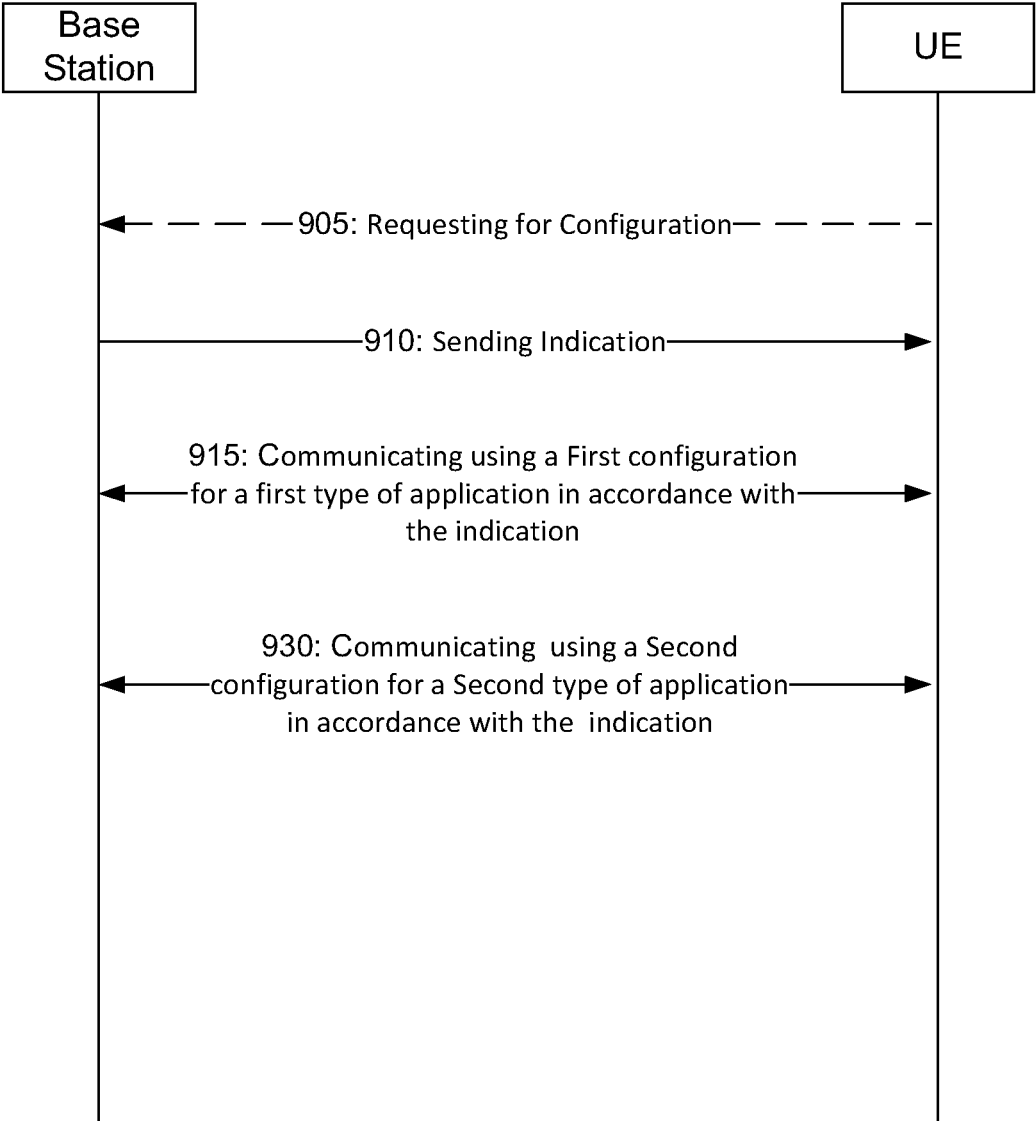 Base
Station
UE
905: Requesting for Configuration
910: Sending Indication
915: Communicating using a First configuration
for a first type of application in accordance with
the indication
930: Communicating  using a Second
configuration for a Second type of application
in accordance with the  indication